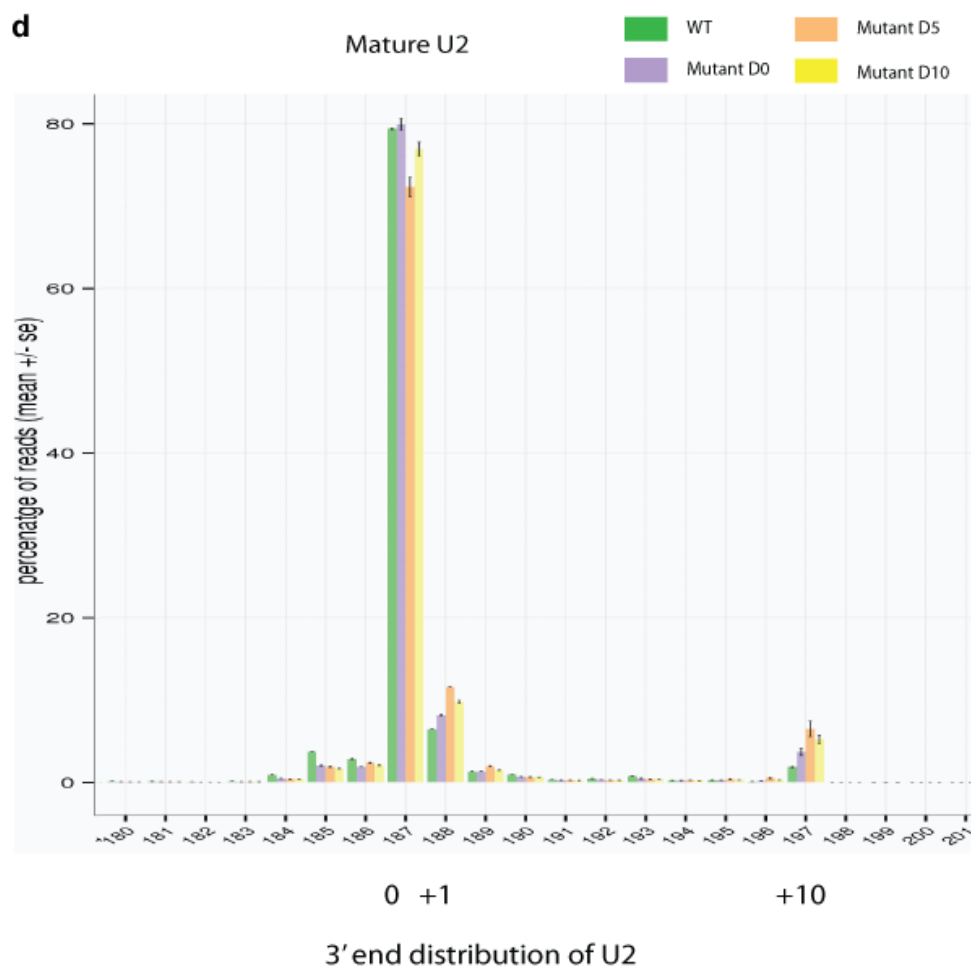 d
Mature U2
WT
Mutant D5
Mutant D0
Mutant D10
percenatge of reads (mean +/- se)
80
60
40
20
0
180 181 182 183 184 185 186 187 188 189 190 191 192 193 194 195 196 197 198 199 200 201
0 +1 +10
3' end distribution of U2